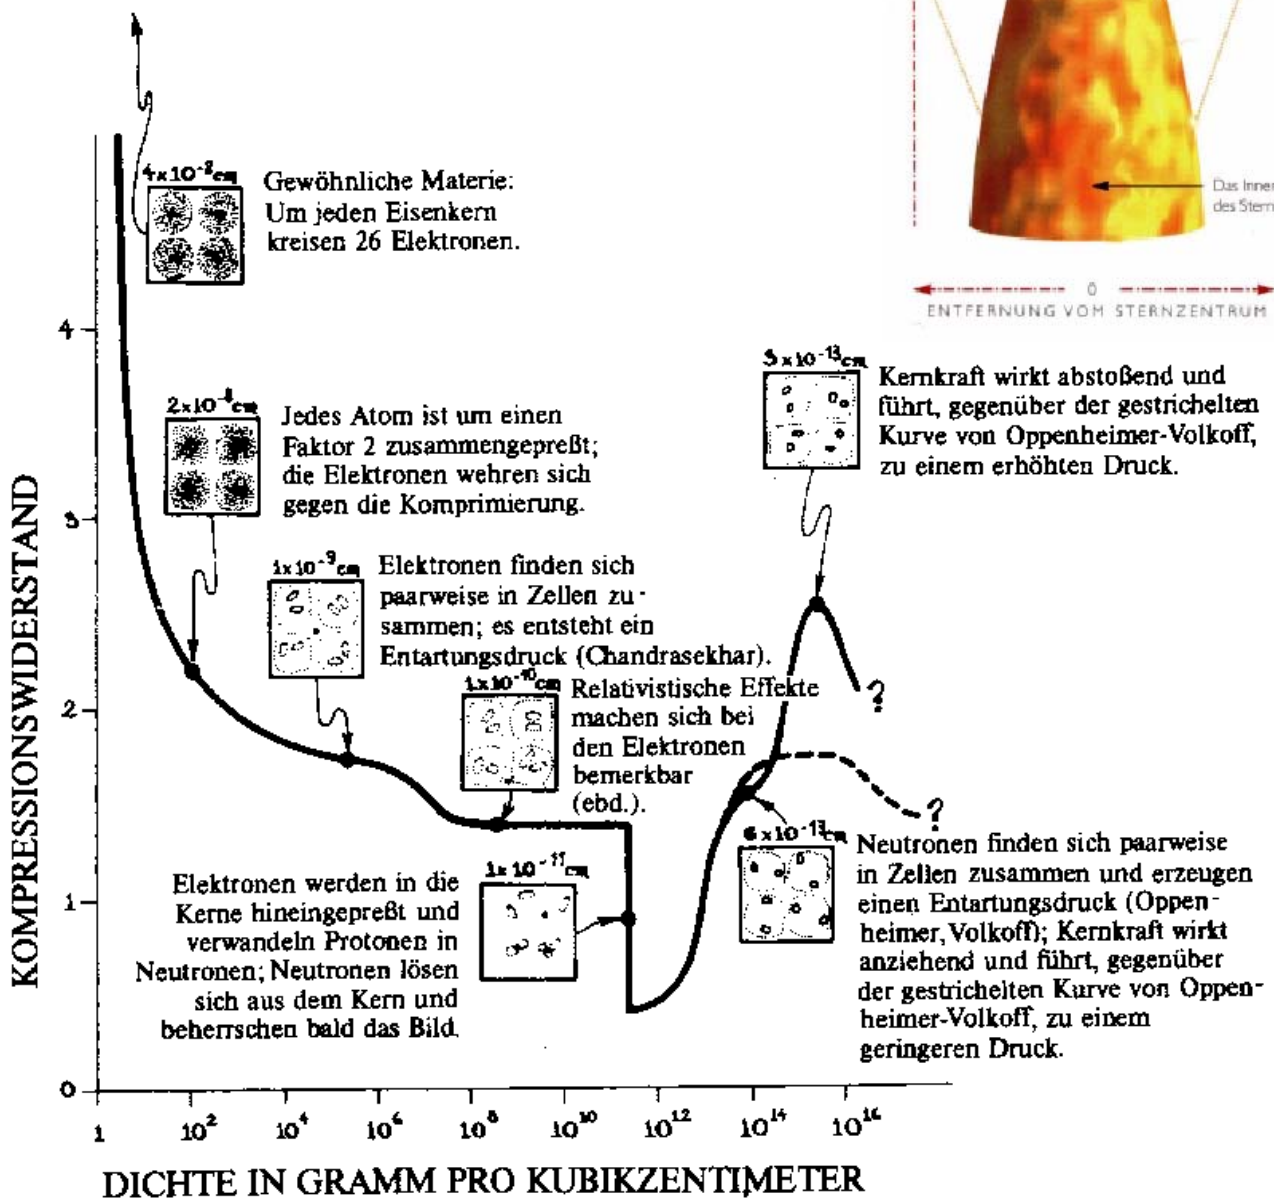 4×10⁻⁸cm
Gewöhnliche Materie:
Um jeden Eisenkern
kreisen 26 Elektronen.
Das Inner
des Stern
0
ENTFERNUNG VOM STERNZENTRUM
3×10⁻¹³cm
Kernkraft wirkt abstoßend und
führt, gegenüber der gestrichelten
Kurve von Oppenheimer-Volkoff,
zu einem erhöhten Druck.
2×10⁻⁸cm
Jedes Atom ist um einen
Faktor 2 zusammengepreßt;
die Elektronen wehren sich
gegen die Komprimierung.
1×10⁻⁹cm
Elektronen finden sich
paarweise in Zellen zu-
sammen; es entsteht ein
Entartungsdruck (Chandrasekhar).
1×10⁻¹⁰cm
Relativistische Effekte
machen sich bei
den Elektronen
bemerkbar
(ebd.).
?
?
1×10⁻¹¹cm
Elektronen werden in die
Kerne hineingepreßt und
verwandeln Protonen in
Neutronen; Neutronen lösen
sich aus dem Kern und
beherrschen bald das Bild.
6×10⁻¹³cm
Neutronen finden sich paarweise
in Zellen zusammen und erzeugen
einen Entartungsdruck (Oppen-
heimer, Volkoff); Kernkraft wirkt
anziehend und führt, gegenüber
der gestrichelten Kurve von Oppen-
heimer-Volkoff, zu einem
geringeren Druck.
KOMPRESSIONSWIDERSTAND
4
3
2
1
0
1 10² 10⁴ 10⁶ 10⁸ 10¹⁰ 10¹² 10¹⁴ 10¹⁶
DICHTE IN GRAMM PRO KUBIKZENTIMETER